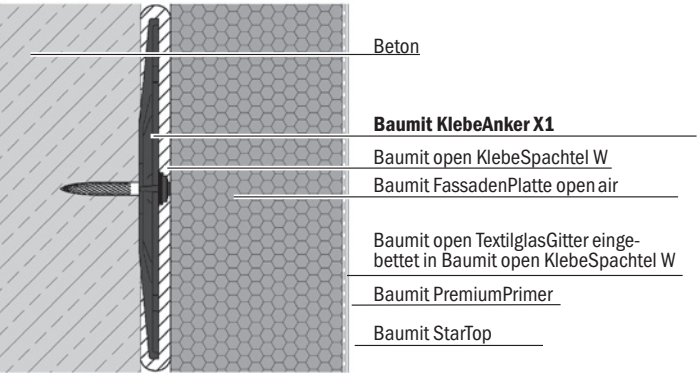 Beton
Baumit KlebeAnker X1
Baumit open KlebeSpachtel W
Baumit FassadenPlatte open air
Baumit open TextilglasGitter einge-
bettet in Baumit open KlebeSpachtel W
Baumit PremiumPrimer
Baumit StarTop